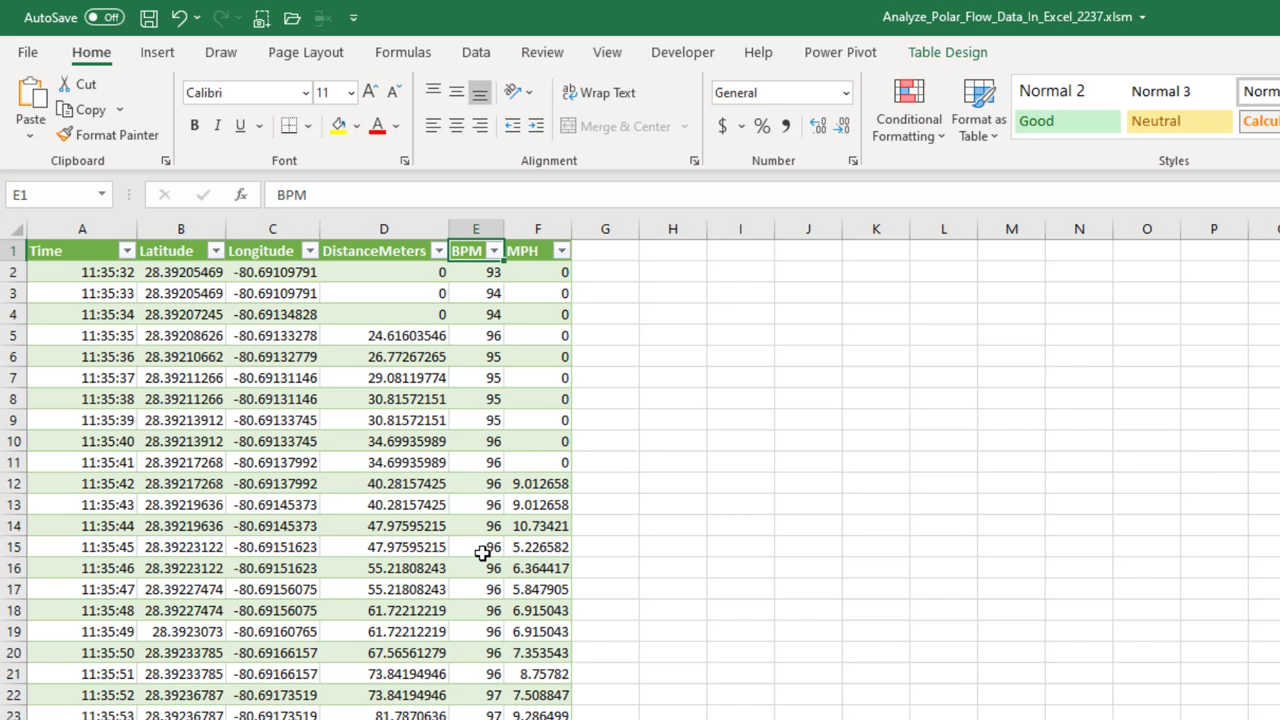 AutoSave Off Analyze_Polar_Flow_Data_In_Excel_2237.xlsm
File Home Insert Draw Page Layout Formulas Data Review View Developer Help Power Pivot Table Design
Paste
Cut
Copy
Format Painter
Clipboard
Calibri 11 A A
B I U A
Font
ab Wrap Text
Merge & Center
Alignment
General
$ % ,
Number
Conditional Formatting
Format as Table
Normal 2 Normal 3 Norm
Good Neutral Calcu
Styles
E1 fx BPM
A B C D E F G H I J K L M N O P
1 Time Latitude Longitude DistanceMeters BPM MPH
2 11:35:32 28.39205469 -80.69109791 0 93 0
3 11:35:33 28.39205469 -80.69109791 0 94 0
4 11:35:34 28.39207245 -80.69134828 0 94 0
5 11:35:35 28.39208626 -80.69133278 24.61603546 96 0
6 11:35:36 28.39210662 -80.69132779 26.77267265 95 0
7 11:35:37 28.39211266 -80.69131146 29.08119774 95 0
8 11:35:38 28.39211266 -80.69131146 30.81572151 95 0
9 11:35:39 28.39213912 -80.69133745 30.81572151 95 0
10 11:35:40 28.39213912 -80.69133745 34.69935989 96 0
11 11:35:41 28.39217268 -80.69137992 34.69935989 96 0
12 11:35:42 28.39217268 -80.69137992 40.28157425 96 9.012658
13 11:35:43 28.39219636 -80.69145373 40.28157425 96 9.012658
14 11:35:44 28.39219636 -80.69145373 47.97595215 96 10.73421
15 11:35:45 28.39223122 -80.69151623 47.97595215 96 5.226582
16 11:35:46 28.39223122 -80.69151623 55.21808243 96 6.364417
17 11:35:47 28.39227474 -80.69156075 55.21808243 96 5.847905
18 11:35:48 28.39227474 -80.69156075 61.72212219 96 6.915043
19 11:35:49 28.3923073 -80.69160765 61.72212219 96 6.915043
20 11:35:50 28.39233785 -80.69166157 67.56561279 96 7.353543
21 11:35:51 28.39233785 -80.69166157 73.84194946 96 8.75782
22 11:35:52 28.39236787 -80.69173519 73.84194946 97 7.508847
23 11:35:53 28.39236787 -80.69173519 81.7870636 97 9.286499